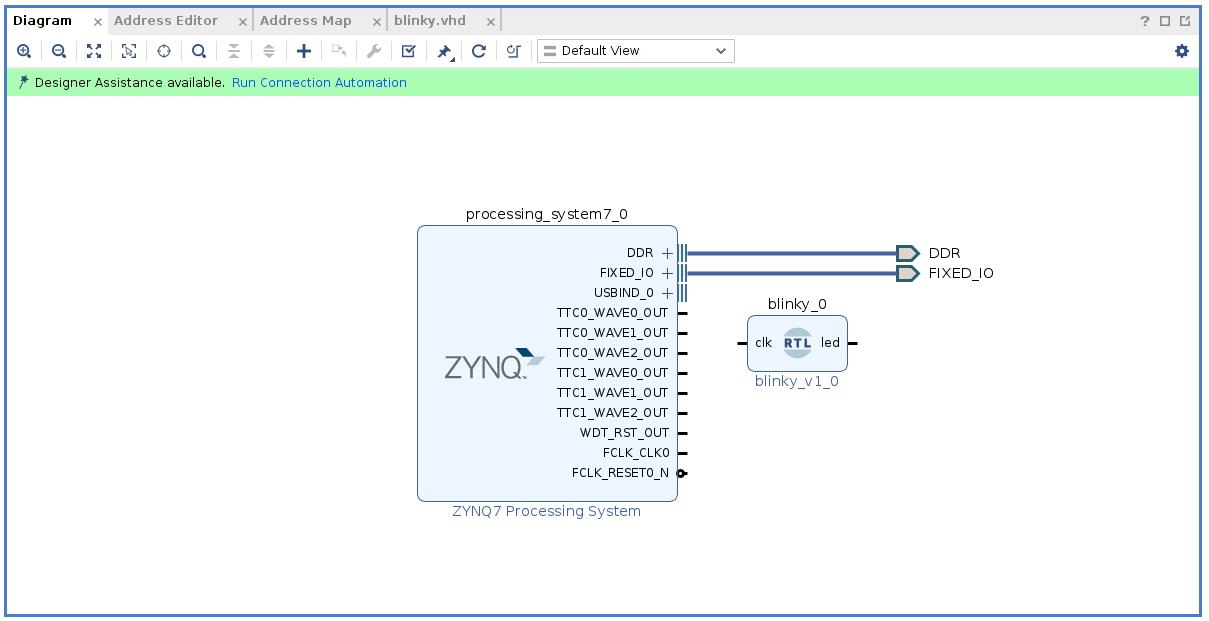 Diagram × Address Editor × Address Map × blinky.vhd × ?
Default View
Designer Assistance available. Run Connection Automation
processing_system7_0
DDR
FIXED_IO
USBIND_0
TTC0_WAVE0_OUT
TTC0_WAVE1_OUT
TTC0_WAVE2_OUT
TTC1_WAVE0_OUT
TTC1_WAVE1_OUT
TTC1_WAVE2_OUT
WDT_RST_OUT
FCLK_CLK0
FCLK_RESET0_N
ZYNQ™
ZYNQ7 Processing System
DDR
FIXED_IO
blinky_0
clk RTL led
blinky_v1_0